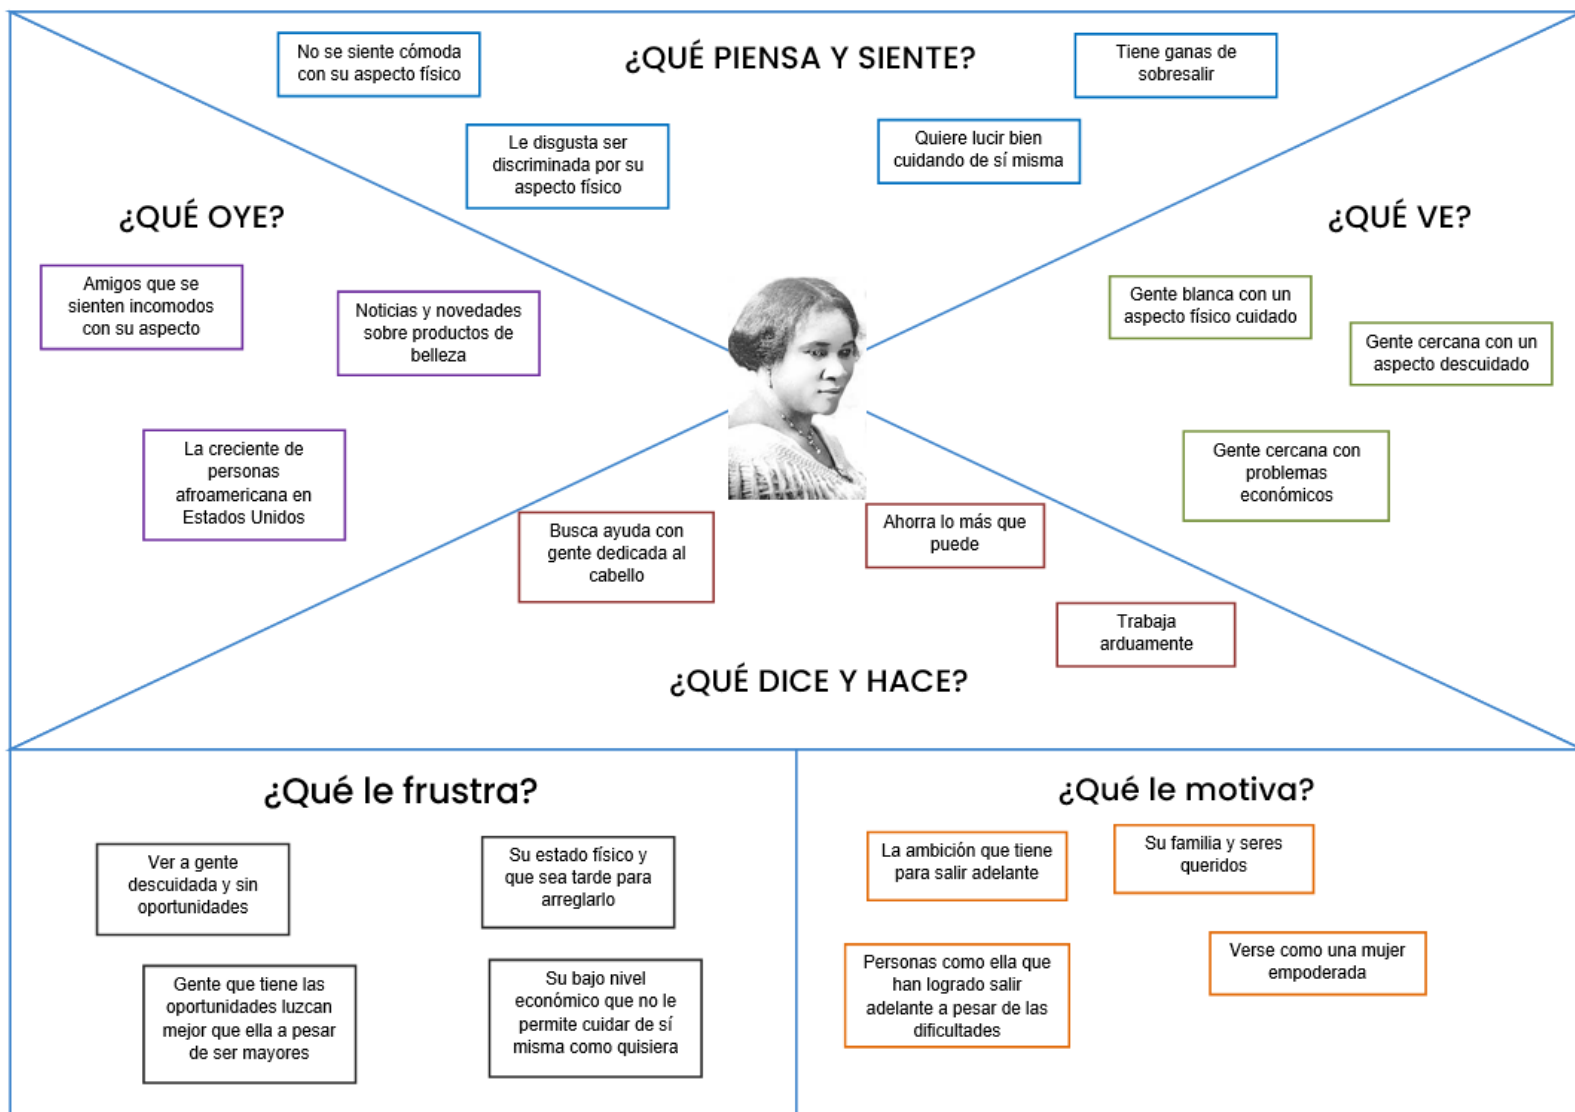 ¿QUÉ PIENSA Y SIENTE?
No se siente cómoda
con su aspecto físico
Le disgusta ser
discriminada por su
aspecto físico
Quiere lucir bien
cuidando de sí misma
Tiene ganas de
sobresalir
¿QUÉ OYE?
Amigos que se
sienten incomodos
con su aspecto
Noticias y novedades
sobre productos de
belleza
La creciente de
personas
afroamericana en
Estados Unidos
¿QUÉ VE?
Gente blanca con un
aspecto físico cuidado
Gente cercana con un
aspecto descuidado
Gente cercana con
problemas
económicos
Busca ayuda con
gente dedicada al
cabello
Ahorra lo más que
puede
Trabaja
arduamente
¿QUÉ DICE Y HACE?
¿Qué le frustra?
Ver a gente
descuidada y sin
oportunidades
Su estado físico y
que sea tarde para
arreglarlo
Gente que tiene las
oportunidades luzcan
mejor que ella a pesar
de ser mayores
Su bajo nivel
económico que no le
permite cuidar de sí
misma como quisiera
¿Qué le motiva?
La ambición que tiene
para salir adelante
Su familia y seres
queridos
Personas como ella que
han logrado salir
adelante a pesar de las
dificultades
Verse como una mujer
empoderada